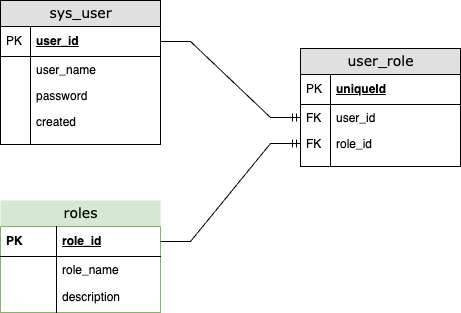 sys_user
PK user_id
user_name
password
created
user_role
PK uniqueId
FK user_id
FK role_id
roles
PK role_id
role_name
description